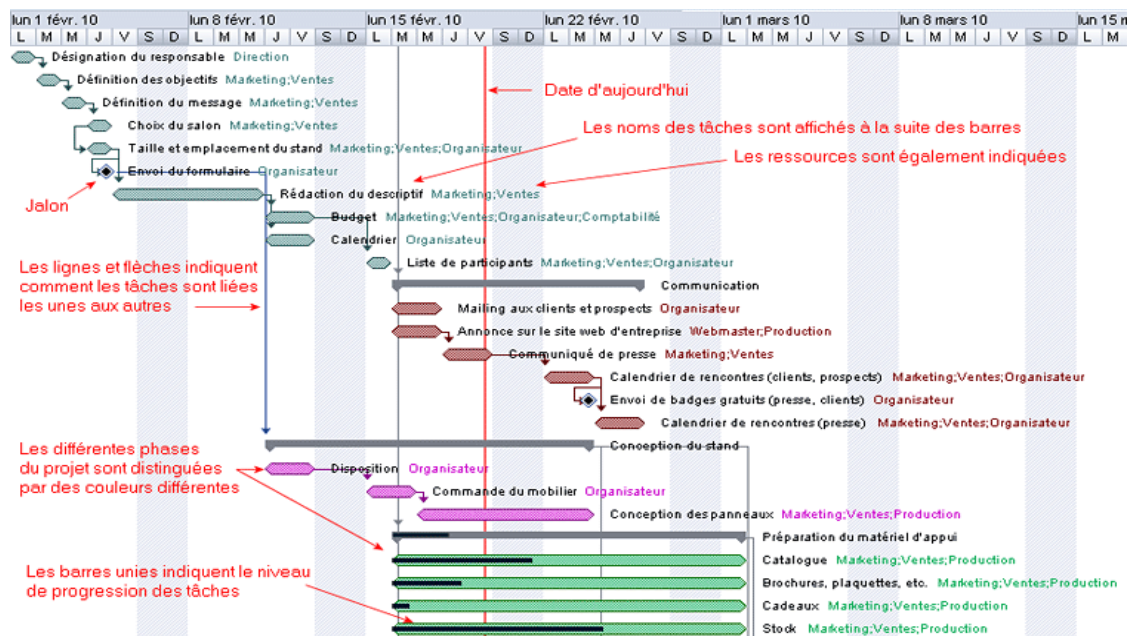 lun 1 févr. 10 lun 8 févr. 10 lun 15 févr. 10 lun 22 févr. 10 lun 1 mars 10 lun 8 mars 10 lun 15 m
L M M J V S D L M M J V S D L M M J V S D L M M J V S D L M M J V S D L M M J V S D L M
Désignation du responsable Direction
Définition des objectifs Marketing;Ventes
Date d'aujourd'hui
Définition du message Marketing;Ventes
Choix du salon Marketing;Ventes
Les noms des tâches sont affichés à la suite des barres
Taille et emplacement du stand Marketing;Ventes;Organisateur
Les ressources sont également indiquées
Envoi du formulaire Organisateur
Jalon
Rédaction du descriptif Marketing;Ventes
Budget Marketing;Ventes;Organisateur;Comptabilité
Calendrier Organisateur
Liste de participants Marketing;Ventes;Organisateur
Les lignes et flèches indiquent
comment les tâches sont liées
les unes aux autres
Communication
Mailing aux clients et prospects Organisateur
Annonce sur le site web d'entreprise Webmaster;Production
Communiqué de presse Marketing;Ventes
Calendrier de rencontres (clients, prospects) Marketing;Ventes;Organisateur
Envoi de badges gratuits (presse, clients) Organisateur
Calendrier de rencontres (presse) Marketing;Ventes;Organisateur
Les différentes phases
du projet sont distinguées
par des couleurs différentes
Conception du stand
Disposition Organisateur
Commande du mobilier Organisateur
Conception des panneaux Marketing;Ventes;Production
Préparation du matériel d'appui
Catalogue Marketing;Ventes;Production
Les barres unies indiquent le niveau
de progression des tâches
Brochures, plaquettes, etc. Marketing;Ventes;Production
Cadeaux Marketing;Ventes;Production
Stock Marketing;Ventes;Production